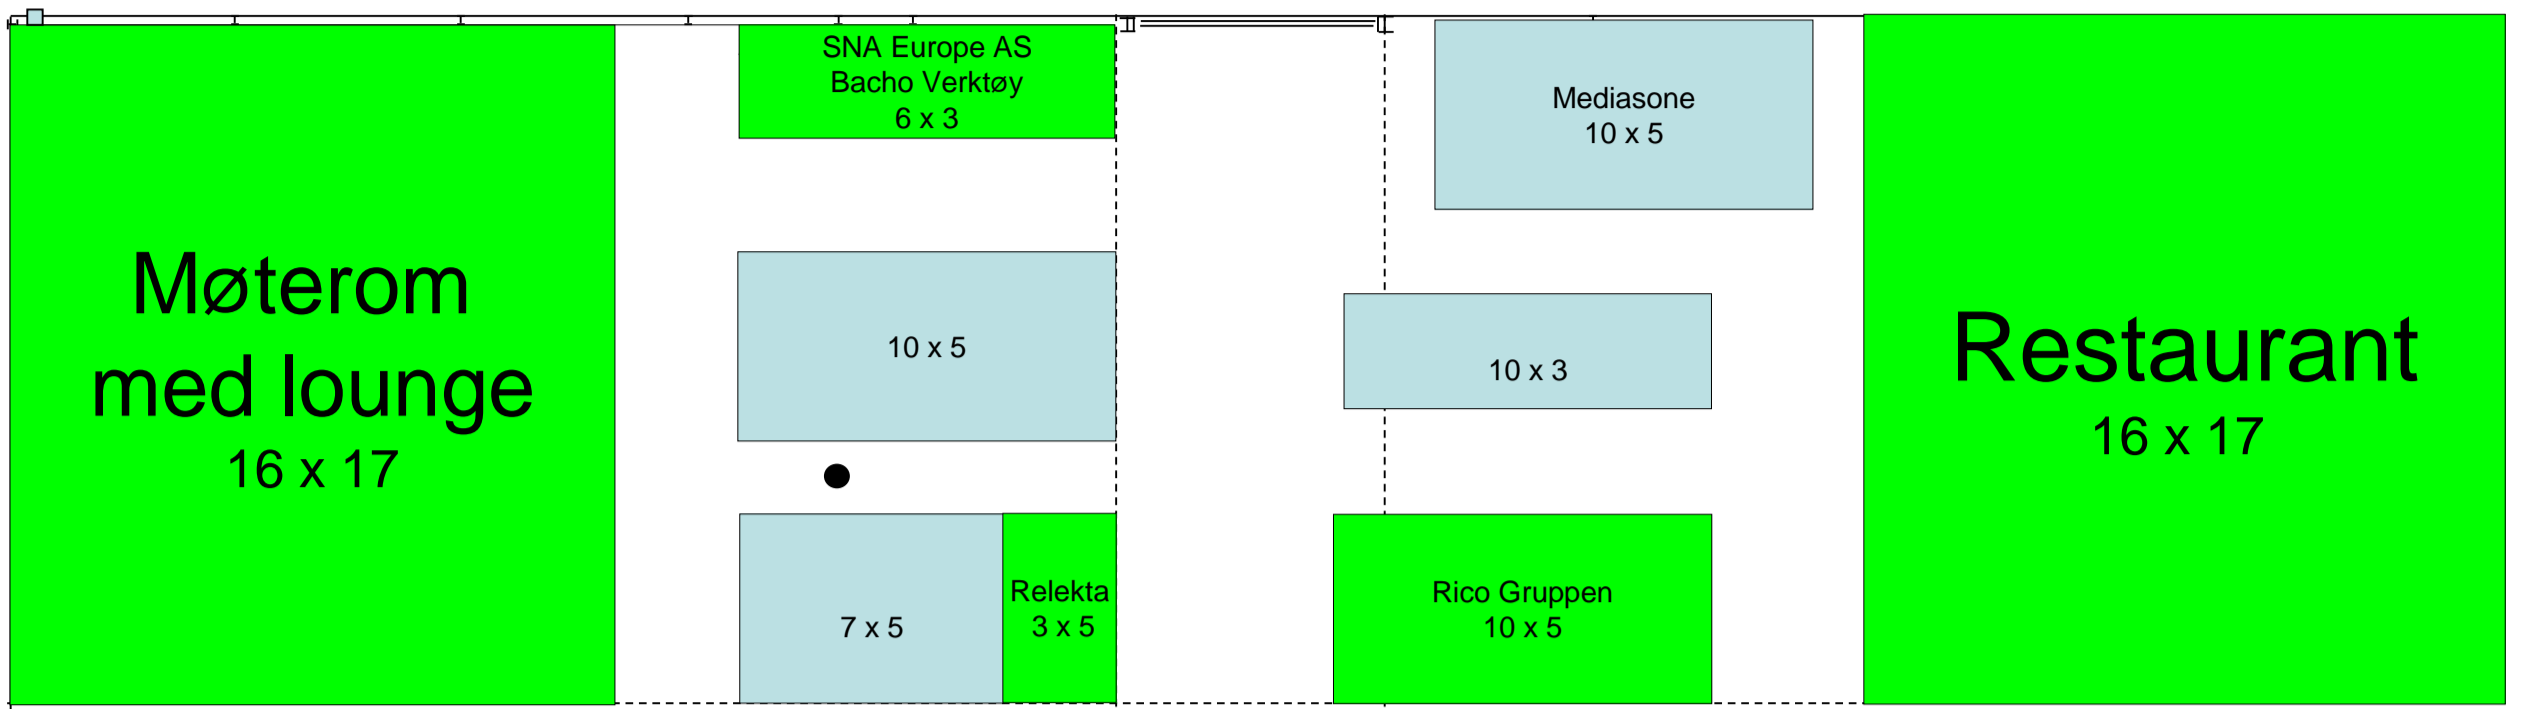 Møterom
med lounge
16 x 17
SNA Europe AS
Bacho Verktøy
6 x 3
10 x 5
7 x 5
Relekta
3 x 5
Mediasone
10 x 5
10 x 3
Rico Gruppen
10 x 5
Restaurant
16 x 17